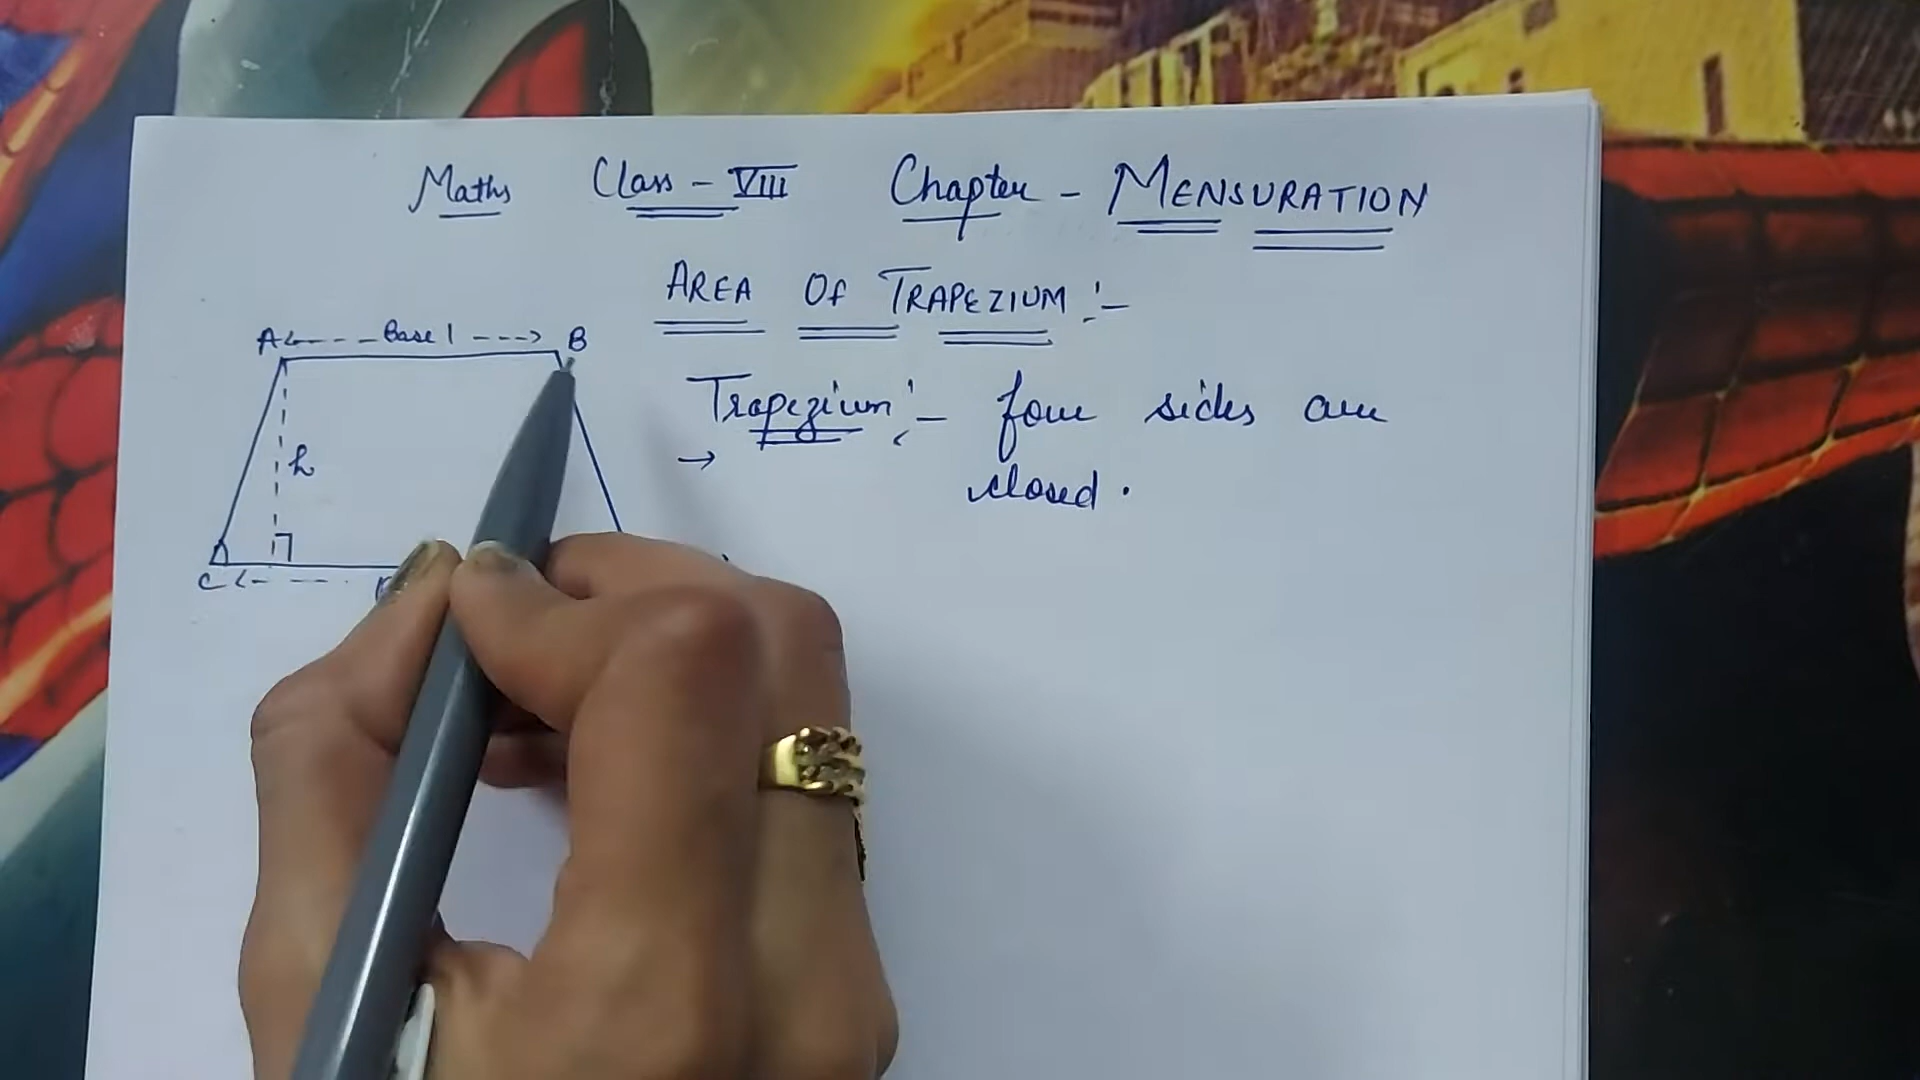 Maths Class - VIII Chapter - MENSURATION
AREA Of TRAPEZIUM :-
A <- - - Base 1 - - -> B
Trapezium :- four sides are
→ closed .
h
C <- - - -